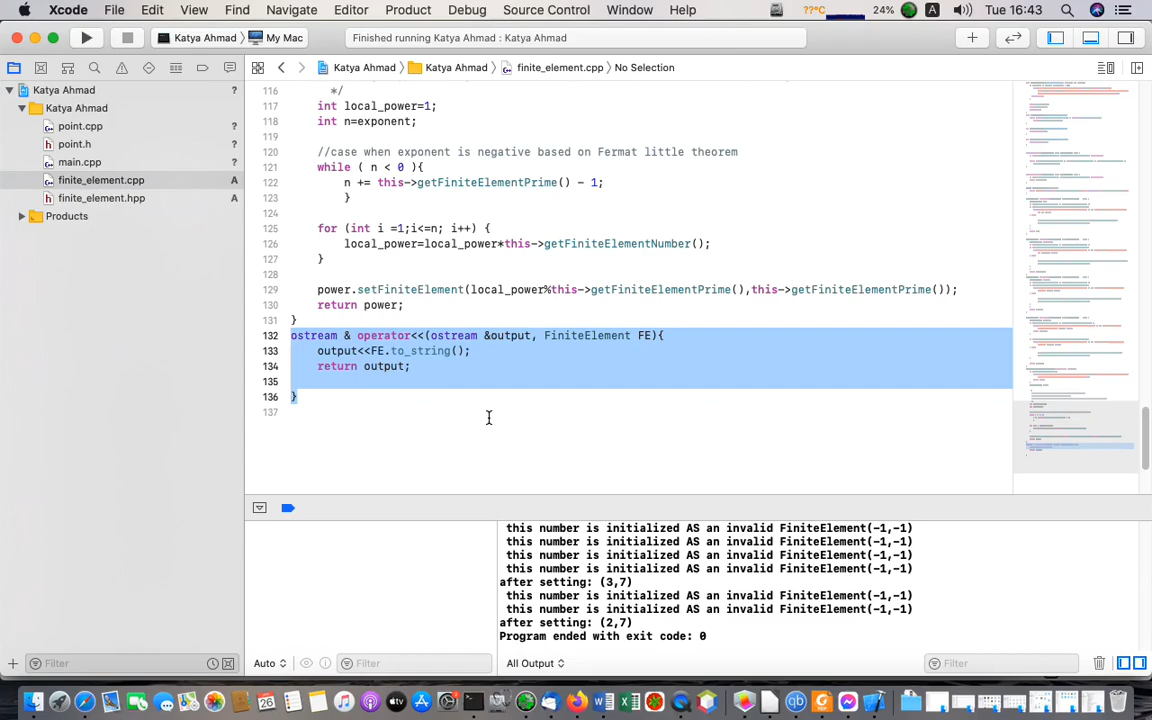 Xcode File Edit View Find Navigate Editor Product Debug Source Control Window Help ??°C 24% A Tue 16:43
Katya Ahmad My Mac Finished running Katya Ahmad : Katya Ahmad
Katya Ahmad Katya Ahmad finite_element.cpp No Selection
Katya Ahmad ?
Katya Ahmad
point.cpp ?
point.h ?
main.cpp ?
finite_element.cpp A
finite_element.hpp A
Products
116 */
117 int local_power=1;
118 int n=exponent;
119
120 //case when exponent is negative based on Fermat little theorem
121 while ( n < 0 ){
122 n += this->getFiniteElementPrime() - 1;
123 }
124
125 for (int i =1;i<=n; i++) {
126 local_power=local_power*this->getFiniteElementNumber();
127 }
128
129 power.setFiniteElement(local_power%this->getFiniteElementPrime(),this->getFiniteElementPrime());
130 return power;
131 }
132 ostream & operator<<(ostream &output, FiniteElement FE){
133 output<<FE.to_string();
134 return output;
135
136 }
137
this number is initialized AS an invalid FiniteElement(-1,-1)
this number is initialized AS an invalid FiniteElement(-1,-1)
this number is initialized AS an invalid FiniteElement(-1,-1)
this number is initialized AS an invalid FiniteElement(-1,-1)
after setting: (3,7)
this number is initialized AS an invalid FiniteElement(-1,-1)
this number is initialized AS an invalid FiniteElement(-1,-1)
after setting: (2,7)
Program ended with exit code: 0
Filter Auto Filter All Output Filter